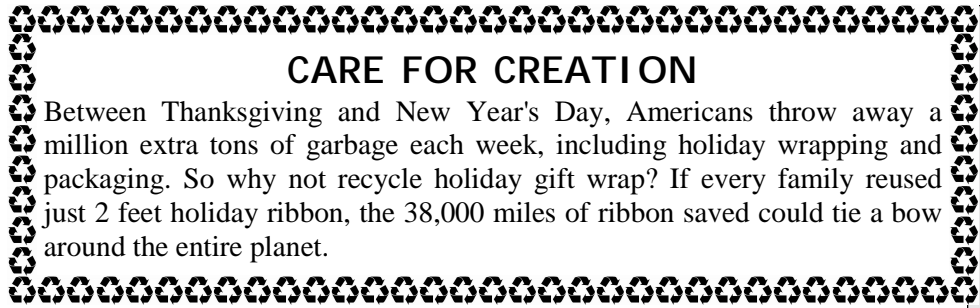 CARE FOR CREATION
Between Thanksgiving and New Year's Day, Americans throw away a
million extra tons of garbage each week, including holiday wrapping and
packaging. So why not recycle holiday gift wrap? If every family reused
just 2 feet holiday ribbon, the 38,000 miles of ribbon saved could tie a bow
around the entire planet.